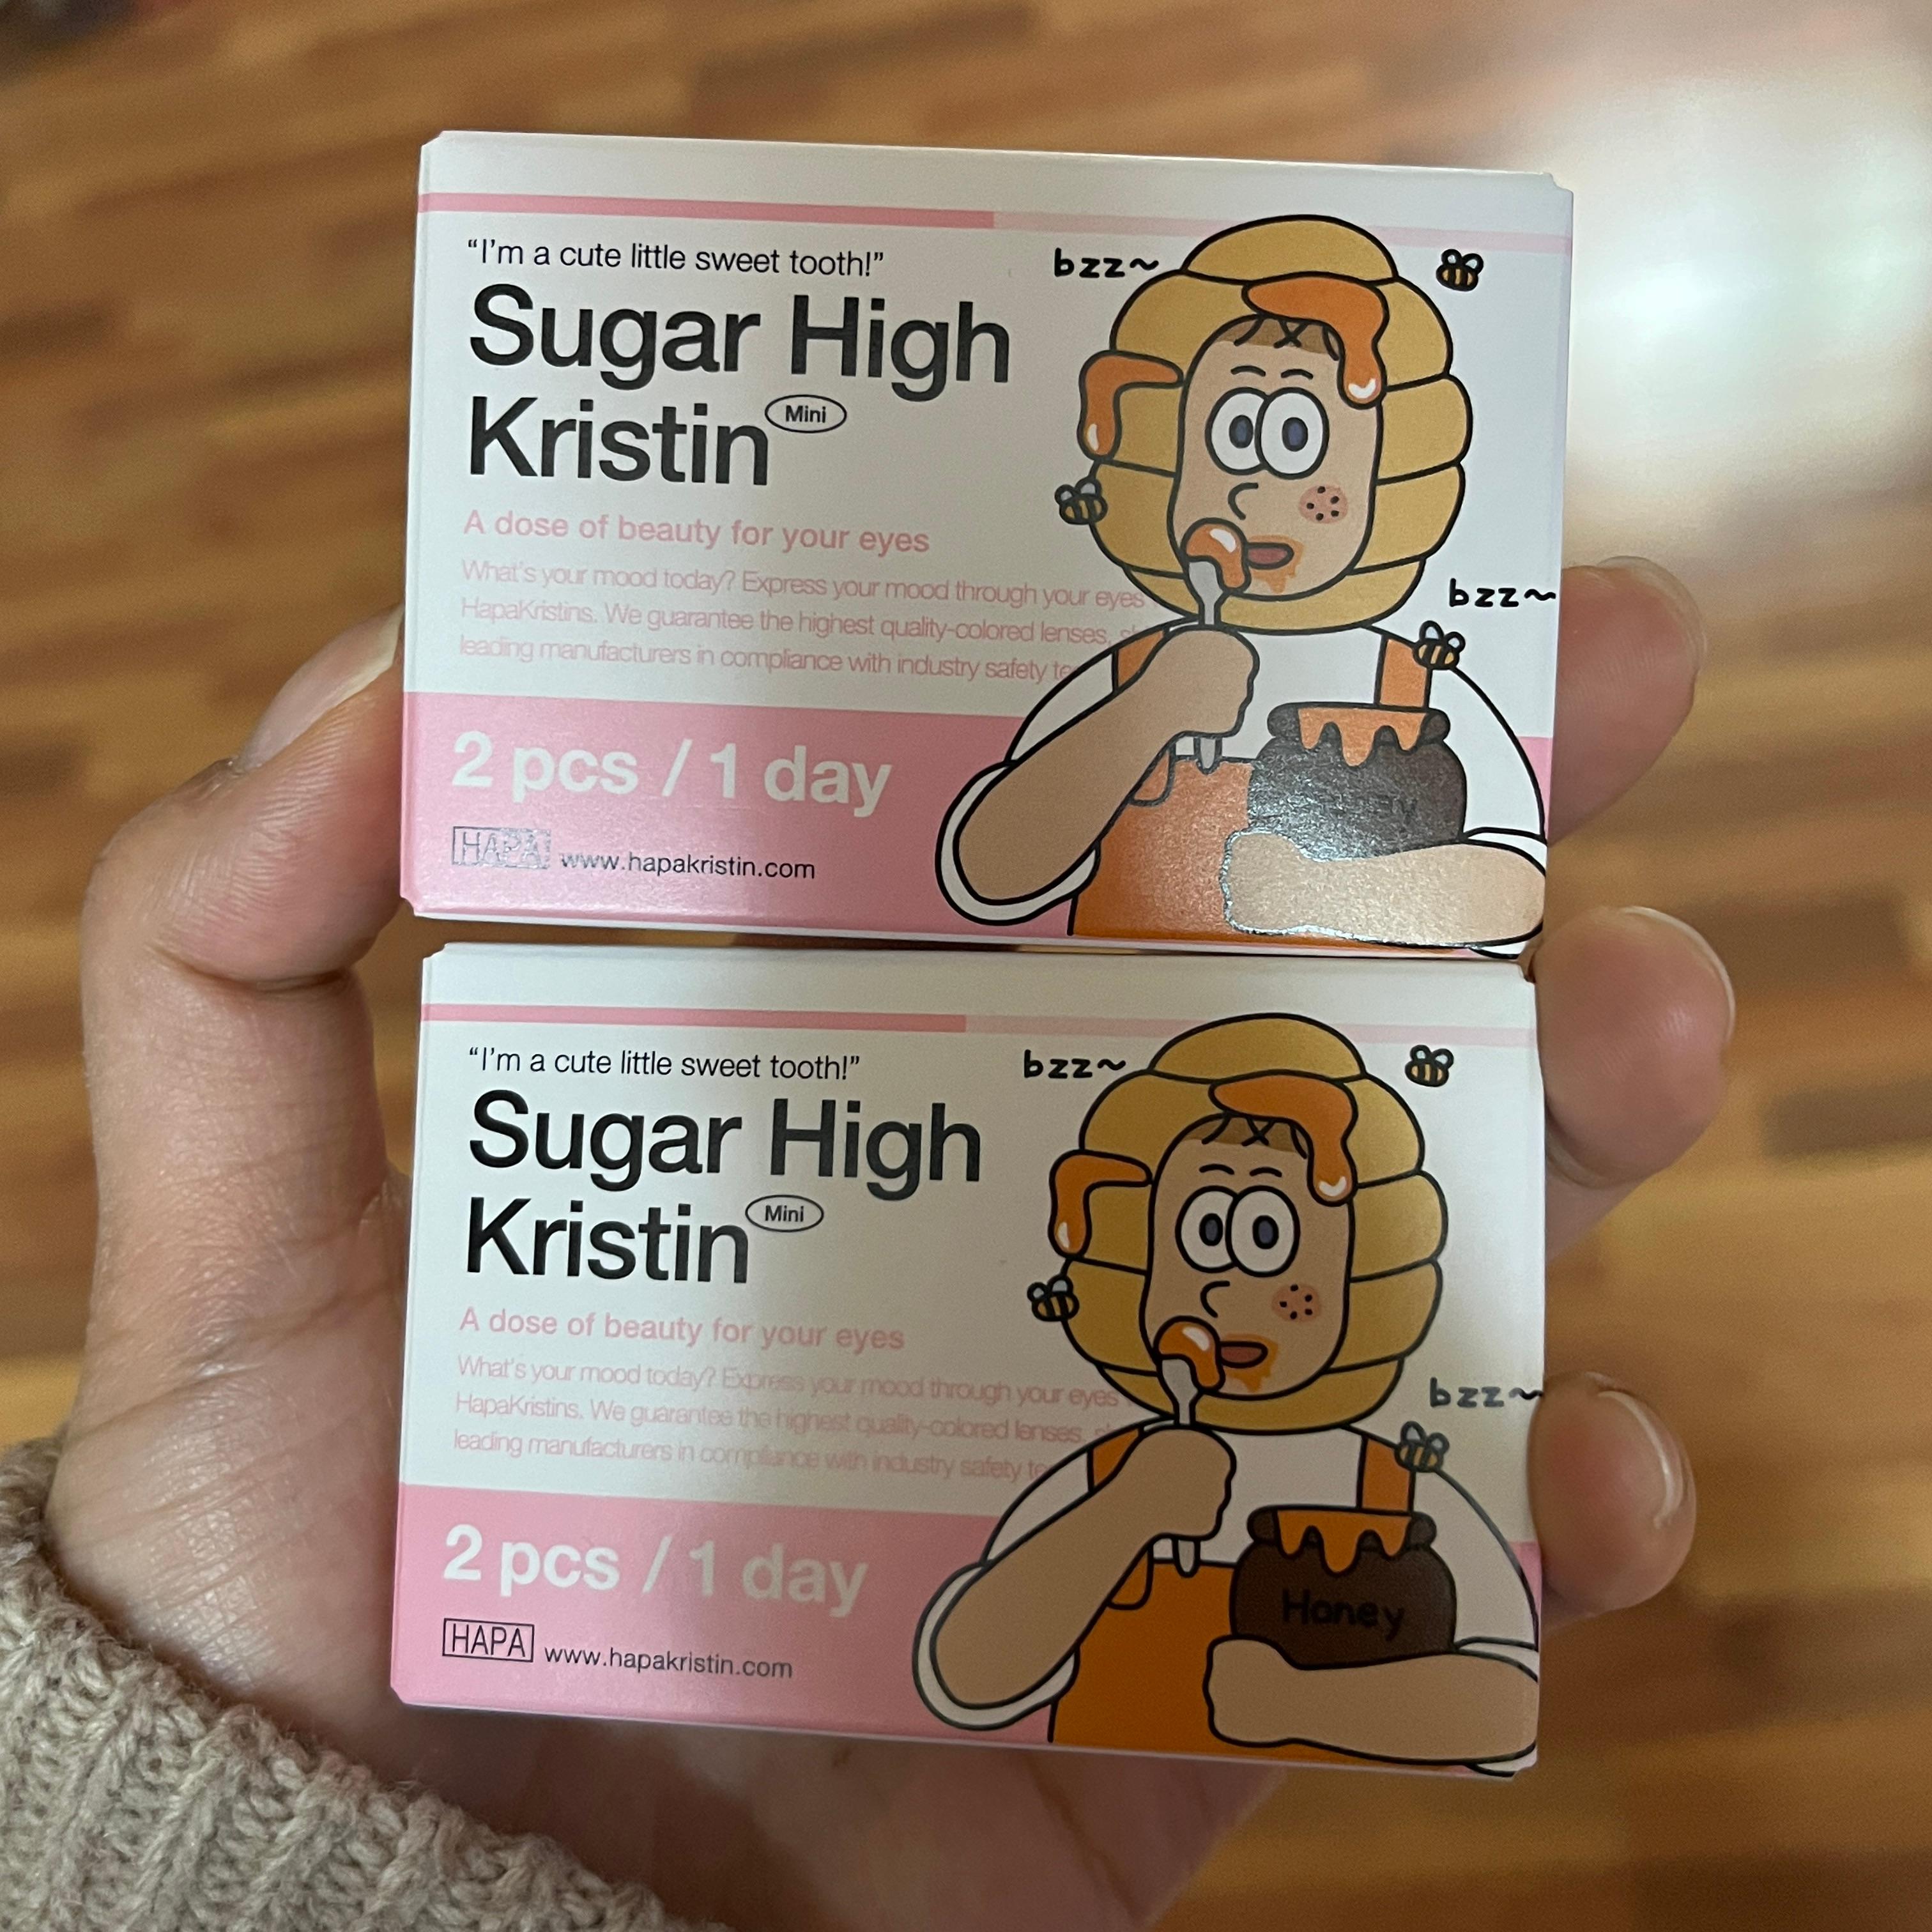 "I'm a cute little sweet tooth!"
bzz~
Sugar High
Kristin Mini
A dose of beauty for your eyes
What's your mood today? Express your mood through your eyes
HapaKristins. We guarantee the highest quality-colored lenses,
leading manufacturers in compliance with industry safety
bzz~
2 pcs / 1 day
HAPA www.hapakristin.com
"I'm a cute little sweet tooth!"
bzz~
Sugar High
Kristin Mini
A dose of beauty for your eyes
What's your mood today? Express your mood through your eyes
HapaKristins. We guarantee the highest quality-colored lenses,
leading manufacturers in compliance with industry safety
bzz~
2 pcs / 1 day
Honey
HAPA www.hapakristin.com